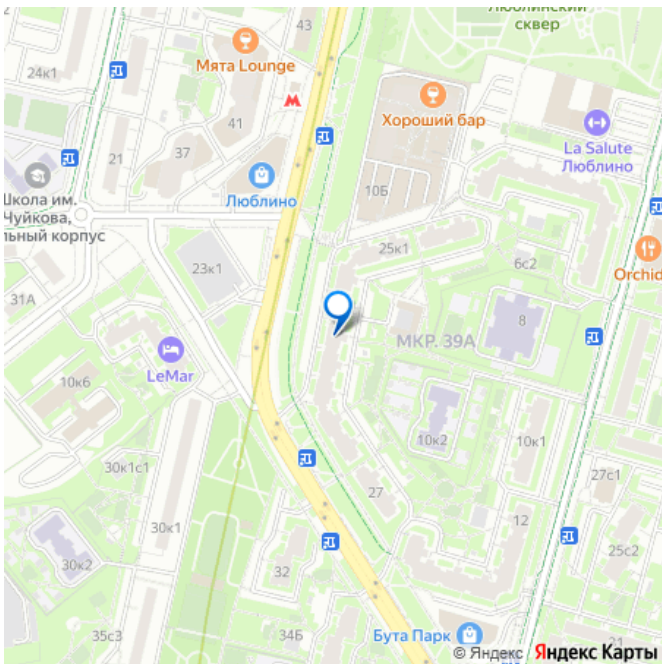 Люблинский
сквер
43
24к1
Мята Lounge
41
Хороший бар
La Salute
Люблино
21
37
Люблино
10Б
Школа им.
Чуйкова,
льный корпус
25к1
6с2
Orchid
23к1
31А
8
МКР. 39А
LeMar
10к6
10к2
10к1
30к1с1
27с1
27
12
30к1
25с2
30к2
32
35с3
34Б
Бута Парк
© Яндекс Яндекс Карты